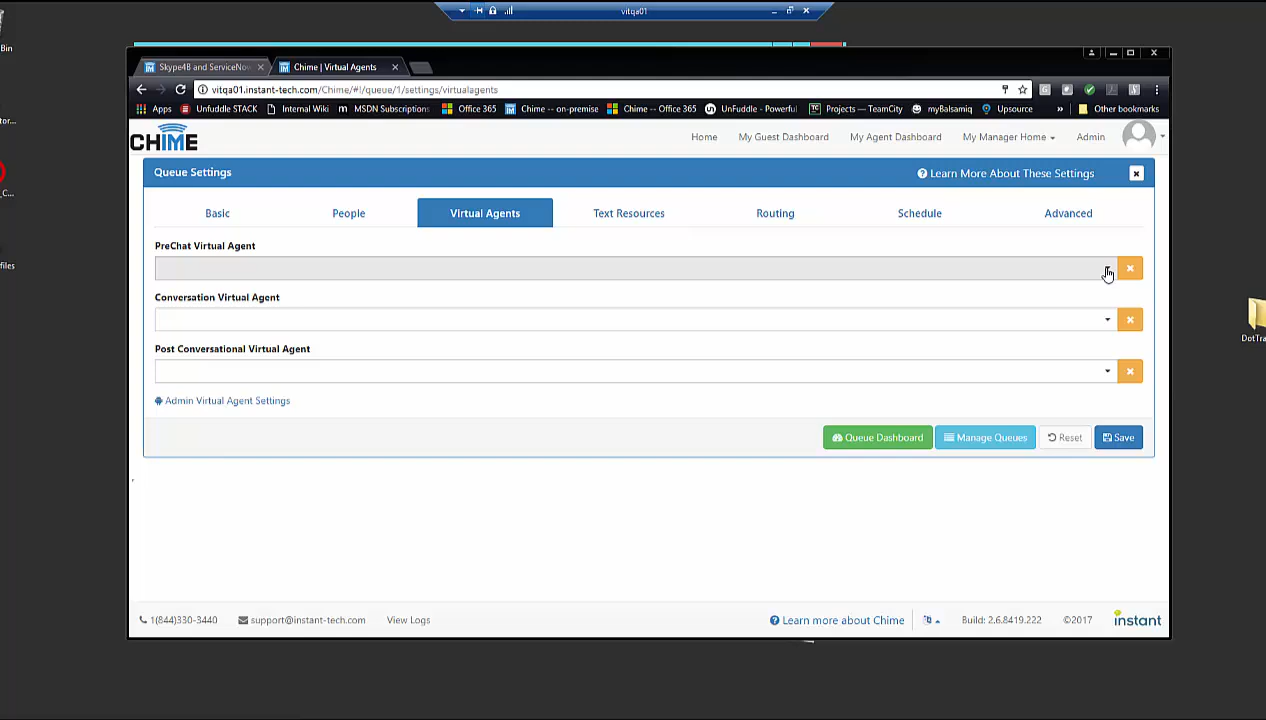 vitqa01
Bin
tor...
C...
files
DotTra
Skype4B and ServiceNow
Chime | Virtual Agents
vitqa01.instant-tech.com/Chime/#!/queue/1/settings/virtualagents
Apps Unfuddle STACK Internal Wiki MSDN Subscriptions Office 365 Chime -- on-premise Chime -- Office 365 UnFuddle - Powerful Projects — TeamCity myBalsamiq Upsource » Other bookmarks
CHIME Home My Guest Dashboard My Agent Dashboard My Manager Home Admin
Queue Settings Learn More About These Settings
Basic People Virtual Agents Text Resources Routing Schedule Advanced
PreChat Virtual Agent
Conversation Virtual Agent
Post Conversational Virtual Agent
Admin Virtual Agent Settings
Queue Dashboard Manage Queues Reset Save
1(844)330-3440 support@instant-tech.com View Logs Learn more about Chime Build: 2.6.8419.222 ©2017 instant